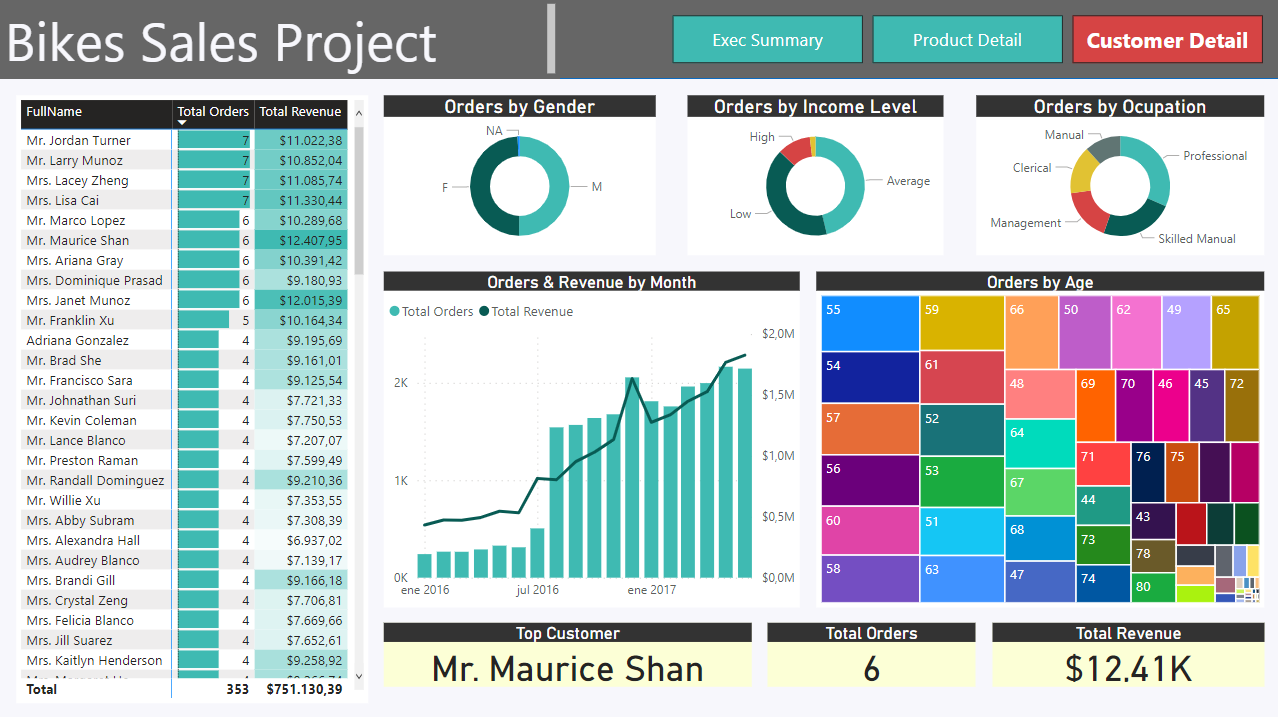 Bikes Sales Project
Exec Summary
Product Detail
Customer Detail
FullName Total Orders Total Revenue
Mr. Jordan Turner 7 $11.022,38
Mr. Larry Munoz 7 $10.852,04
Mrs. Lacey Zheng 7 $11.085,74
Mrs. Lisa Cai 7 $11.330,44
Mr. Marco Lopez 6 $10.289,68
Mr. Maurice Shan 6 $12.407,95
Mrs. Ariana Gray 6 $10.391,42
Mrs. Dominique Prasad 6 $9.180,93
Mrs. Janet Munoz 6 $12.015,39
Mr. Franklin Xu 5 $10.164,34
Adriana Gonzalez 4 $9.195,69
Mr. Brad She 4 $9.161,01
Mr. Francisco Sara 4 $9.125,54
Mr. Johnathan Suri 4 $7.721,33
Mr. Kevin Coleman 4 $7.750,53
Mr. Lance Blanco 4 $7.207,07
Mr. Preston Raman 4 $7.599,49
Mr. Randall Dominguez 4 $9.210,36
Mr. Willie Xu 4 $7.353,55
Mrs. Abby Subram 4 $7.308,39
Mrs. Alexandra Hall 4 $6.937,02
Mrs. Audrey Blanco 4 $7.139,17
Mrs. Brandi Gill 4 $9.166,18
Mrs. Crystal Zeng 4 $7.706,81
Mrs. Felicia Blanco 4 $7.669,66
Mrs. Jill Suarez 4 $7.652,61
Mrs. Kaitlyn Henderson 4 $9.258,92
Total 353 $751.130,39
Orders by Gender
NA
F
M
Orders by Income Level
High
Average
Low
Orders by Ocupation
Manual
Professional
Clerical
Management
Skilled Manual
Orders & Revenue by Month
Total Orders Total Revenue
$2,0M
2K
$1,5M
$1,0M
1K
$0,5M
0K
$0,0M
ene 2016
jul 2016
ene 2017
Orders by Age
55
59
66
50
62
49
65
54
61
48
69
70
46
45
72
57
52
64
56
53
67
71
76
75
44
60
51
68
43
73
78
58
63
47
74
80
Top Customer
Mr. Maurice Shan
Total Orders
6
Total Revenue
$12.41K